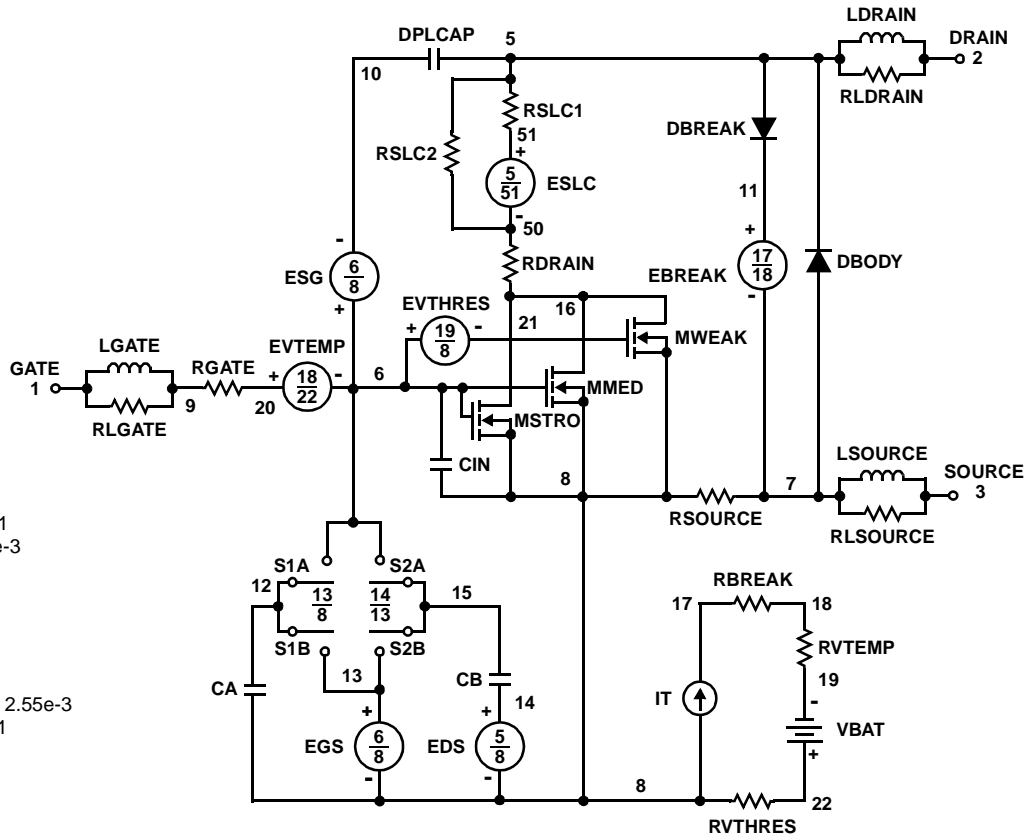 LDRAIN
DPLCAP 5 DRAIN
2
10
RLDRAIN
RSLC1
DBREAK
51
RSLC2 +
5
51
ESLC
11
-
50
-
+
17
18
6
8
ESG
RDRAIN
EBREAK
DBODY
+
EVTHRES
-
16
+ 19
8
- 21
MWEAK
LGATE
EVTEMP
GATE
1
RGATE
+ 18
22
- 6
MMED
9
20
MSTRO
RLGATE
LSOURCE
CIN
8
7
SOURCE
3
RSOURCE
RLSOURCE
1
e-3
S1A S2A
12
13
8
14
13
15
RBREAK
17 18
S1B S2B
RVTEMP
13
CB
19
CA
14
IT
-
2.55e-3
1
+ +
VBAT
EGS 6
8
EDS 5
8
+
- -
8
22
RVTHRES